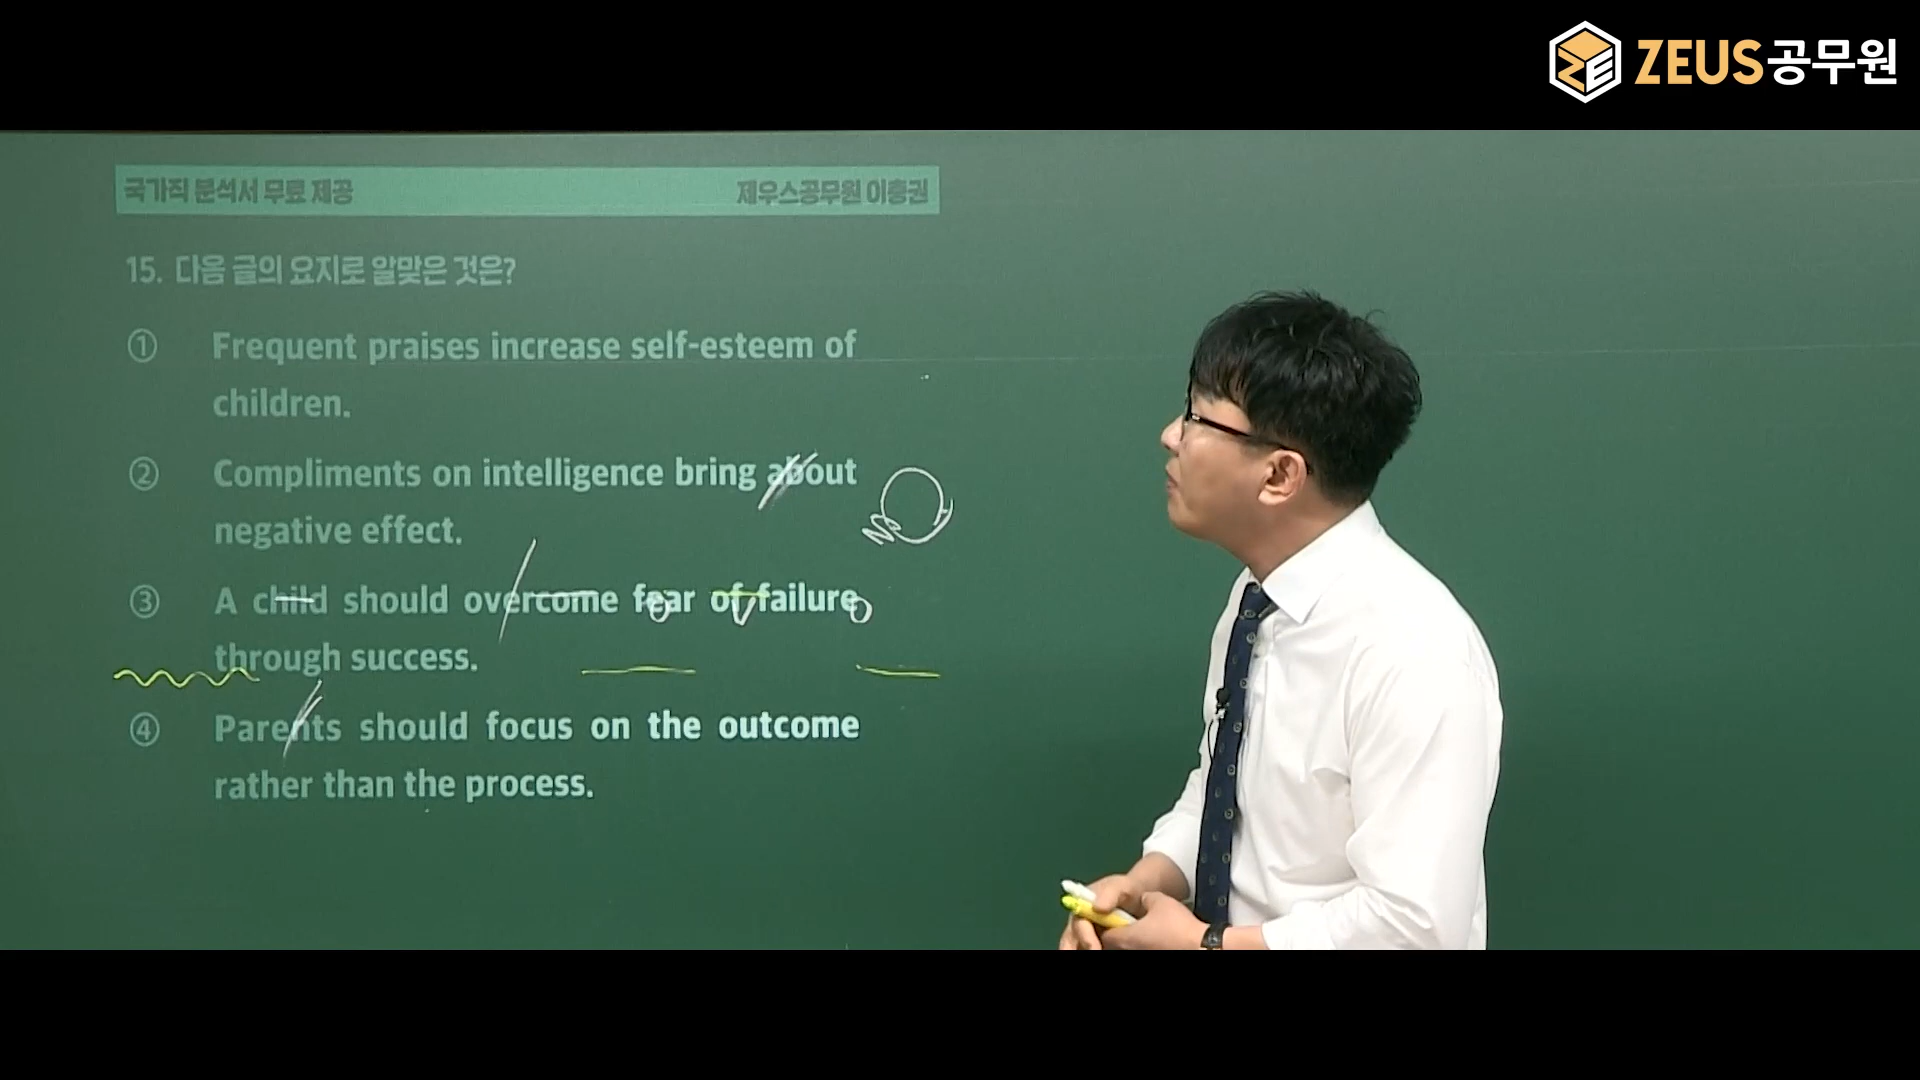 ZEUS공무원
국가직 분석서 무료 제공 제우스공무원 이흥권
15. 다음 글의 요지로 알맞은 것은?
① Frequent praises increase self-esteem of
children.
② Compliments on intelligence bring about
negative effect.
③ A child should overcome fear of failure
through success.
④ Parents should focus on the outcome
rather than the process.